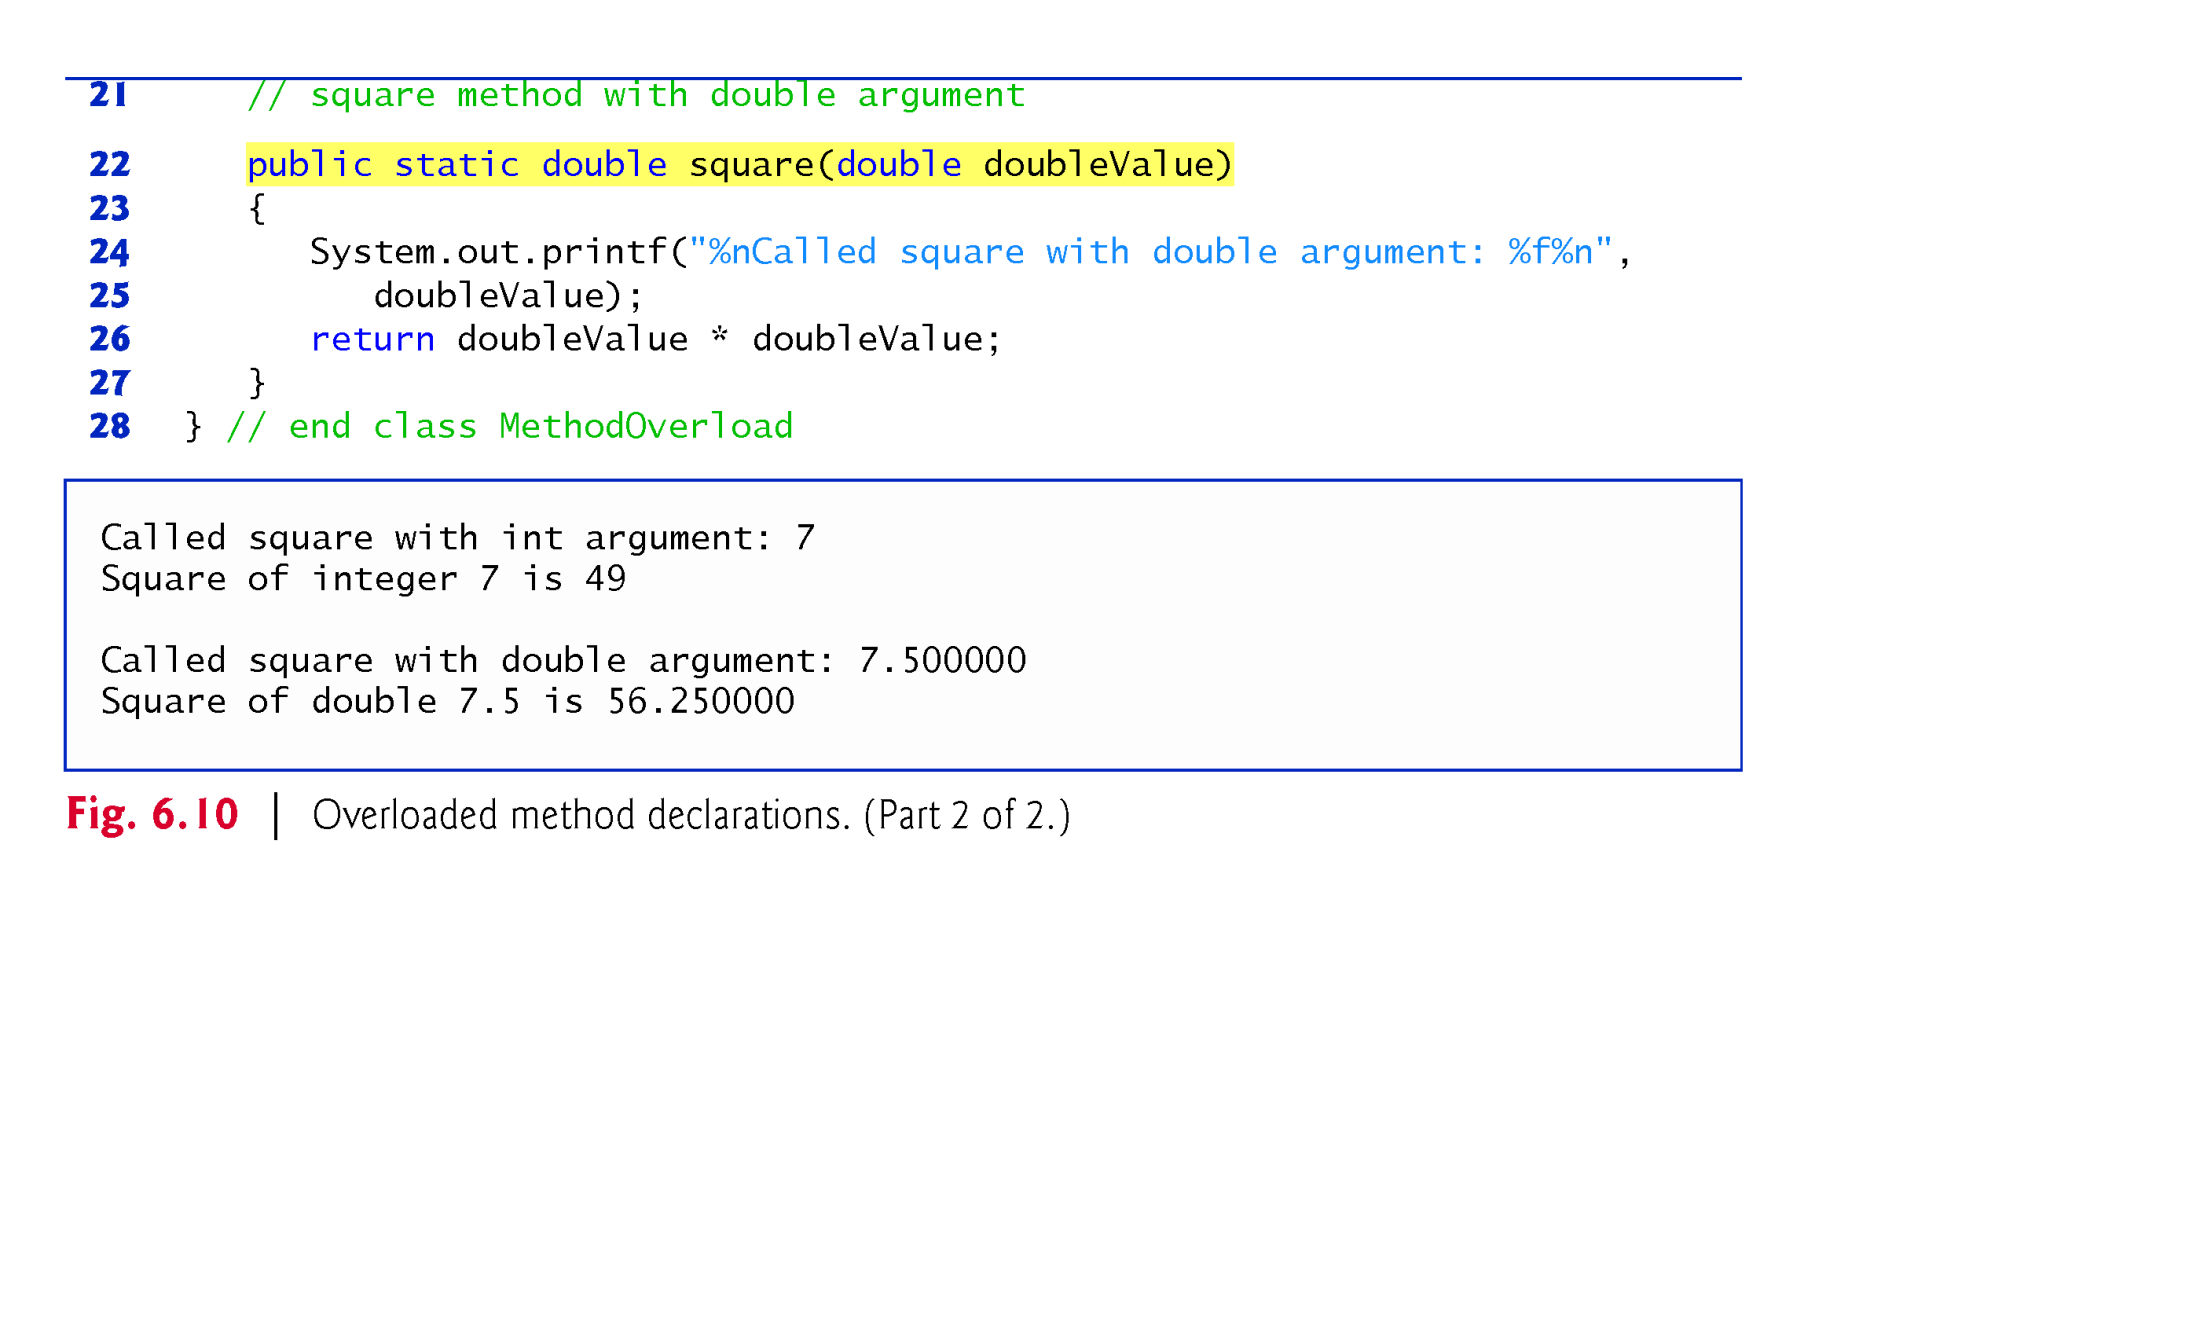 21 // square method with double argument
22 public static double square(double doubleValue)
23 {
24 System.out.printf("%nCalled square with double argument: %f%n",
25 doubleValue);
26 return doubleValue * doubleValue;
27 }
28 } // end class MethodOverload
Called square with int argument: 7
Square of integer 7 is 49
Called square with double argument: 7.500000
Square of double 7.5 is 56.250000
Fig. 6.10 | Overloaded method declarations. (Part 2 of 2.)